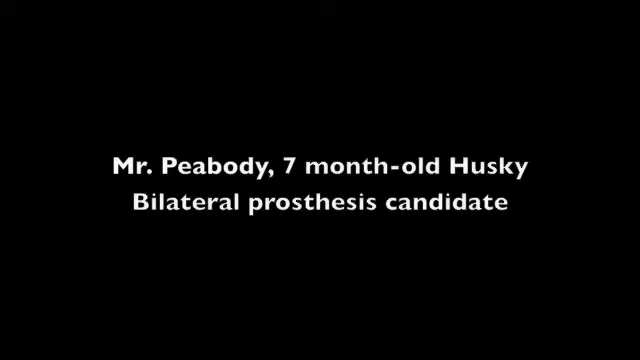 Mr. Peabody, 7 month-old Husky
Bilateral prosthesis candidate